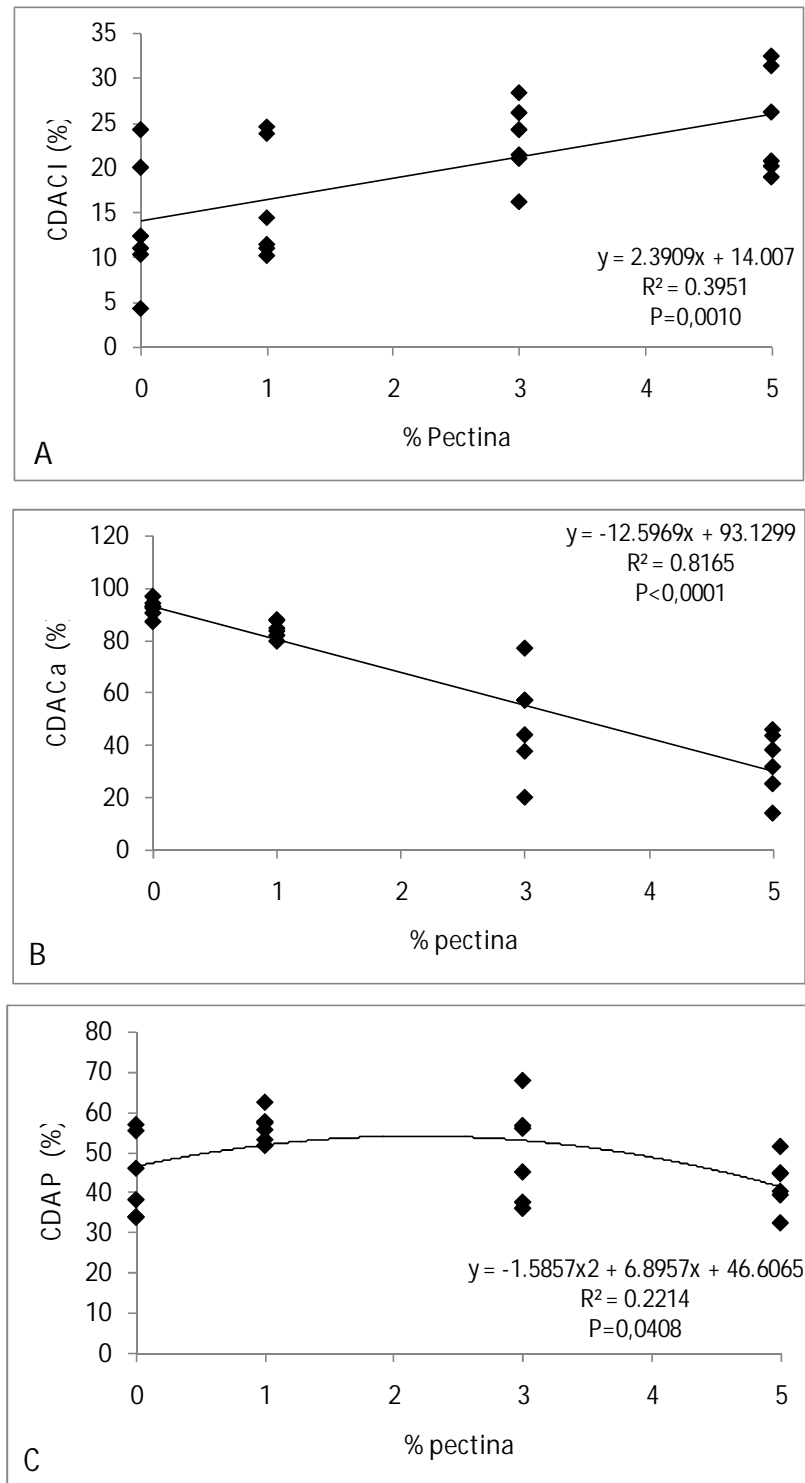 35
30
25
20
15
10
5
0
CDACl (%)
y = 2.3909x + 14.007
R² = 0.3951
P=0,0010
0 1 2 3 4 5
% Pectina
A
120
100
80
60
40
20
0
CDACa (%
y = -12.5969x + 93.1299
R² = 0.8165
P<0,0001
0 1 2 3 4 5
% pectina
B
80
70
60
50
40
30
20
10
0
CDAP (%)
y = -1.5857x2 + 6.8957x + 46.6065
R² = 0.2214
P=0,0408
0 1 2 3 4 5
% pectina
C